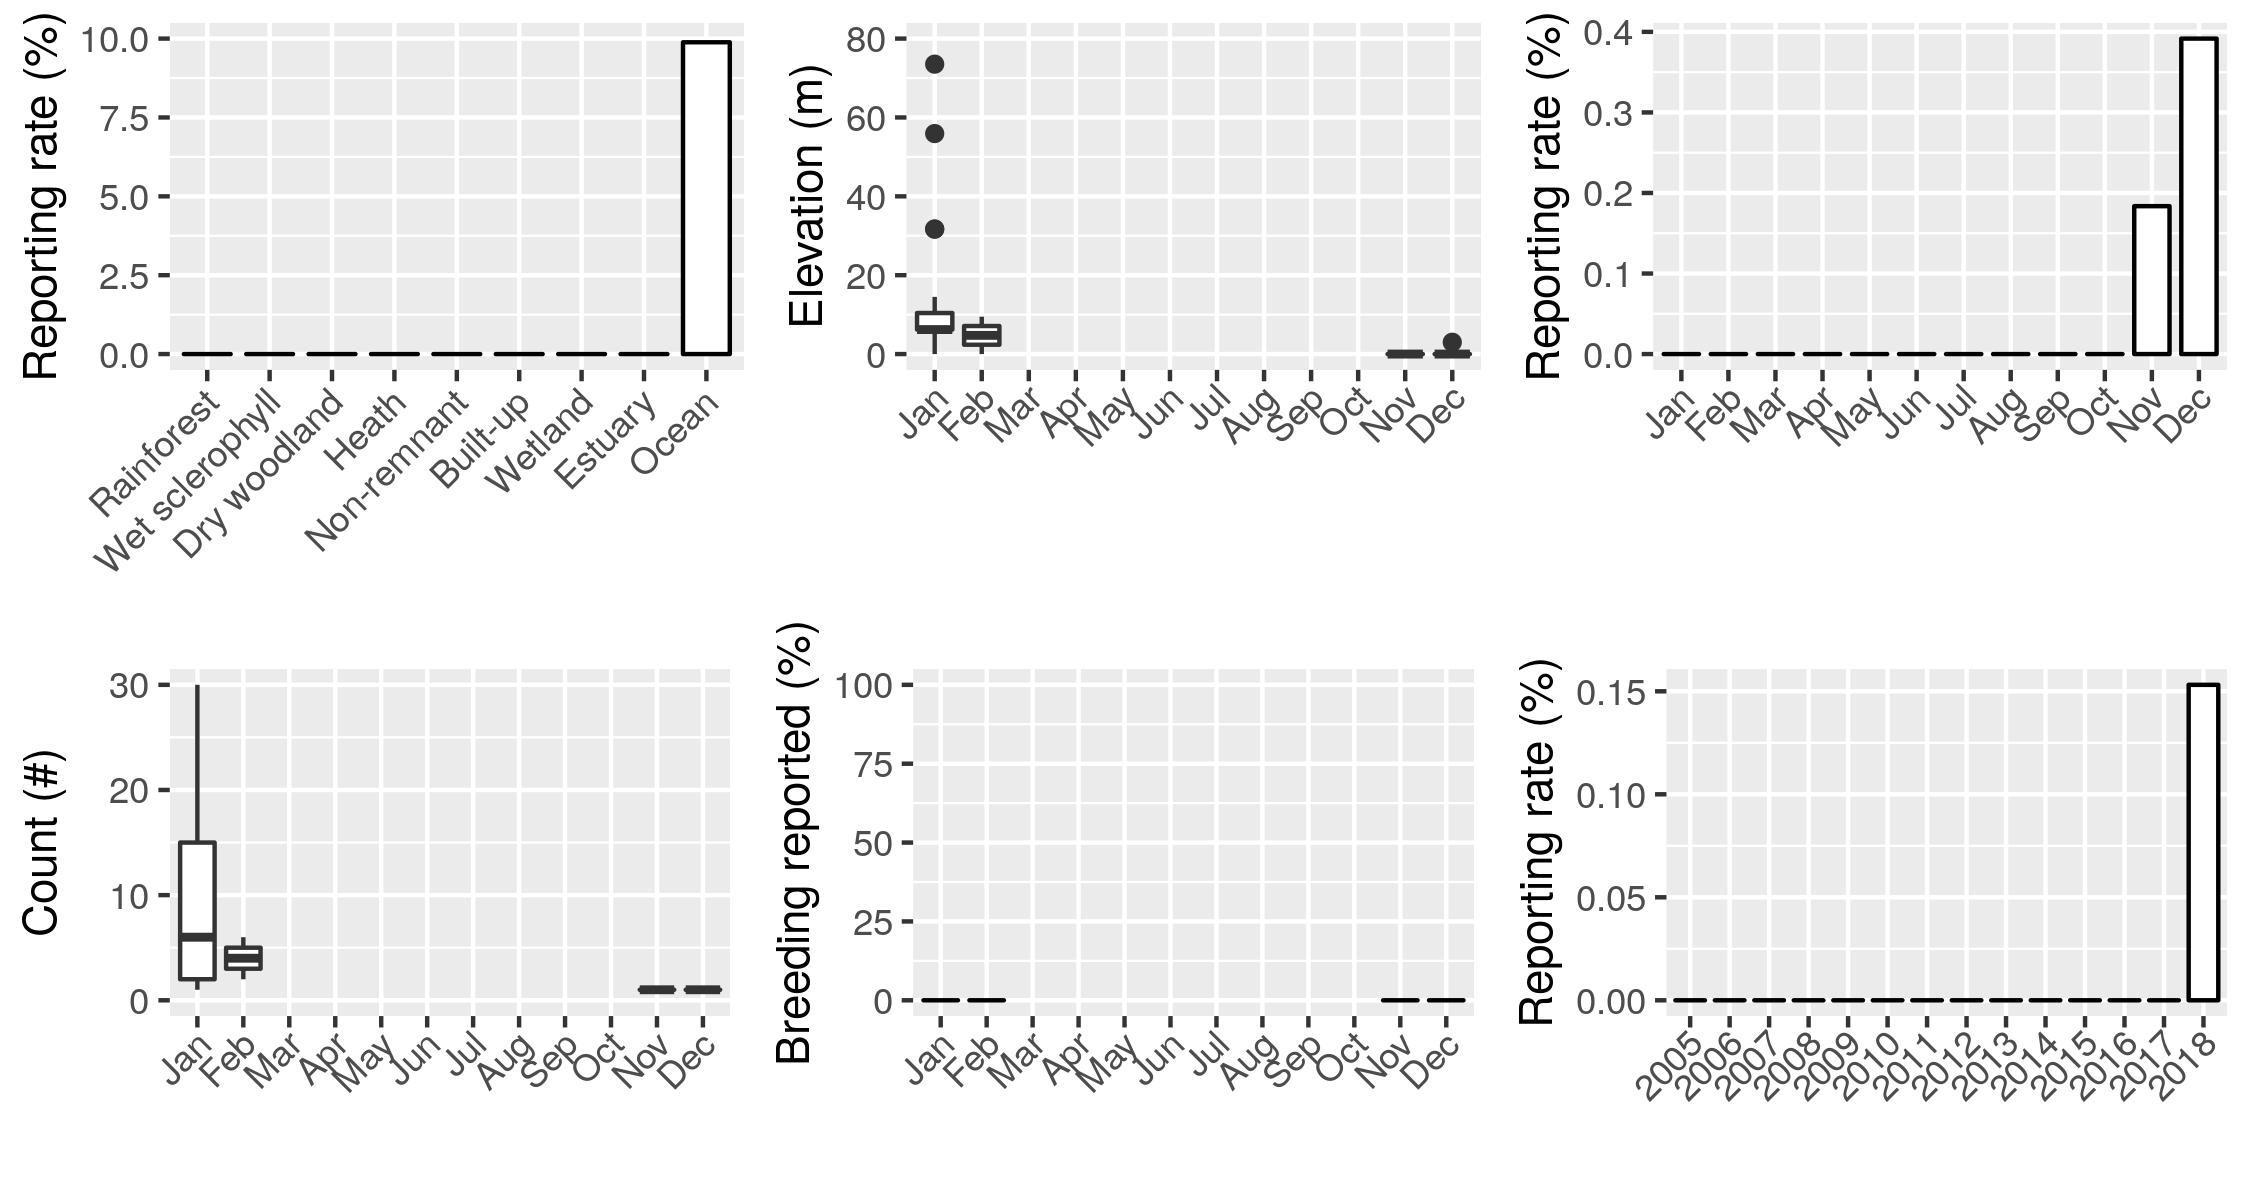 Reporting rate (%)
10.0
7.5
5.0
2.5
0.0
Rainforest
Wet sclerophyll
Dry woodland
Heath
Non-remnant
Built-up
Wetland
Estuary
Ocean
Elevation (m)
80
60
40
20
0
Jan
Feb
Mar
Apr
May
Jun
Jul
Aug
Sep
Oct
Nov
Dec
Reporting rate (%)
0.4
0.3
0.2
0.1
0.0
Jan
Feb
Mar
Apr
May
Jun
Jul
Aug
Sep
Oct
Nov
Dec
Count (#)
30
20
10
0
Jan
Feb
Mar
Apr
May
Jun
Jul
Aug
Sep
Oct
Nov
Dec
Breeding reported (%)
100
75
50
25
0
Jan
Feb
Mar
Apr
May
Jun
Jul
Aug
Sep
Oct
Nov
Dec
Reporting rate (%)
0.15
0.10
0.05
0.00
2005
2006
2007
2008
2009
2010
2011
2012
2013
2014
2015
2016
2017
2018